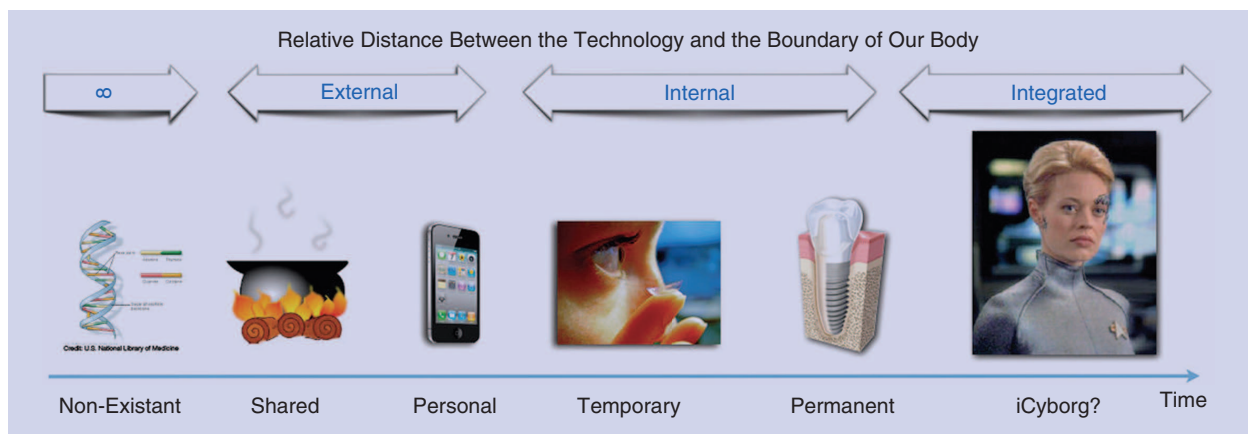 Relative Distance Between the Technology and the Boundary of Our Body
∞ External Internal Integrated
Credit: U.S. National Library of Medicine
Non-Existant Shared Personal Temporary Permanent iCyborg? Time